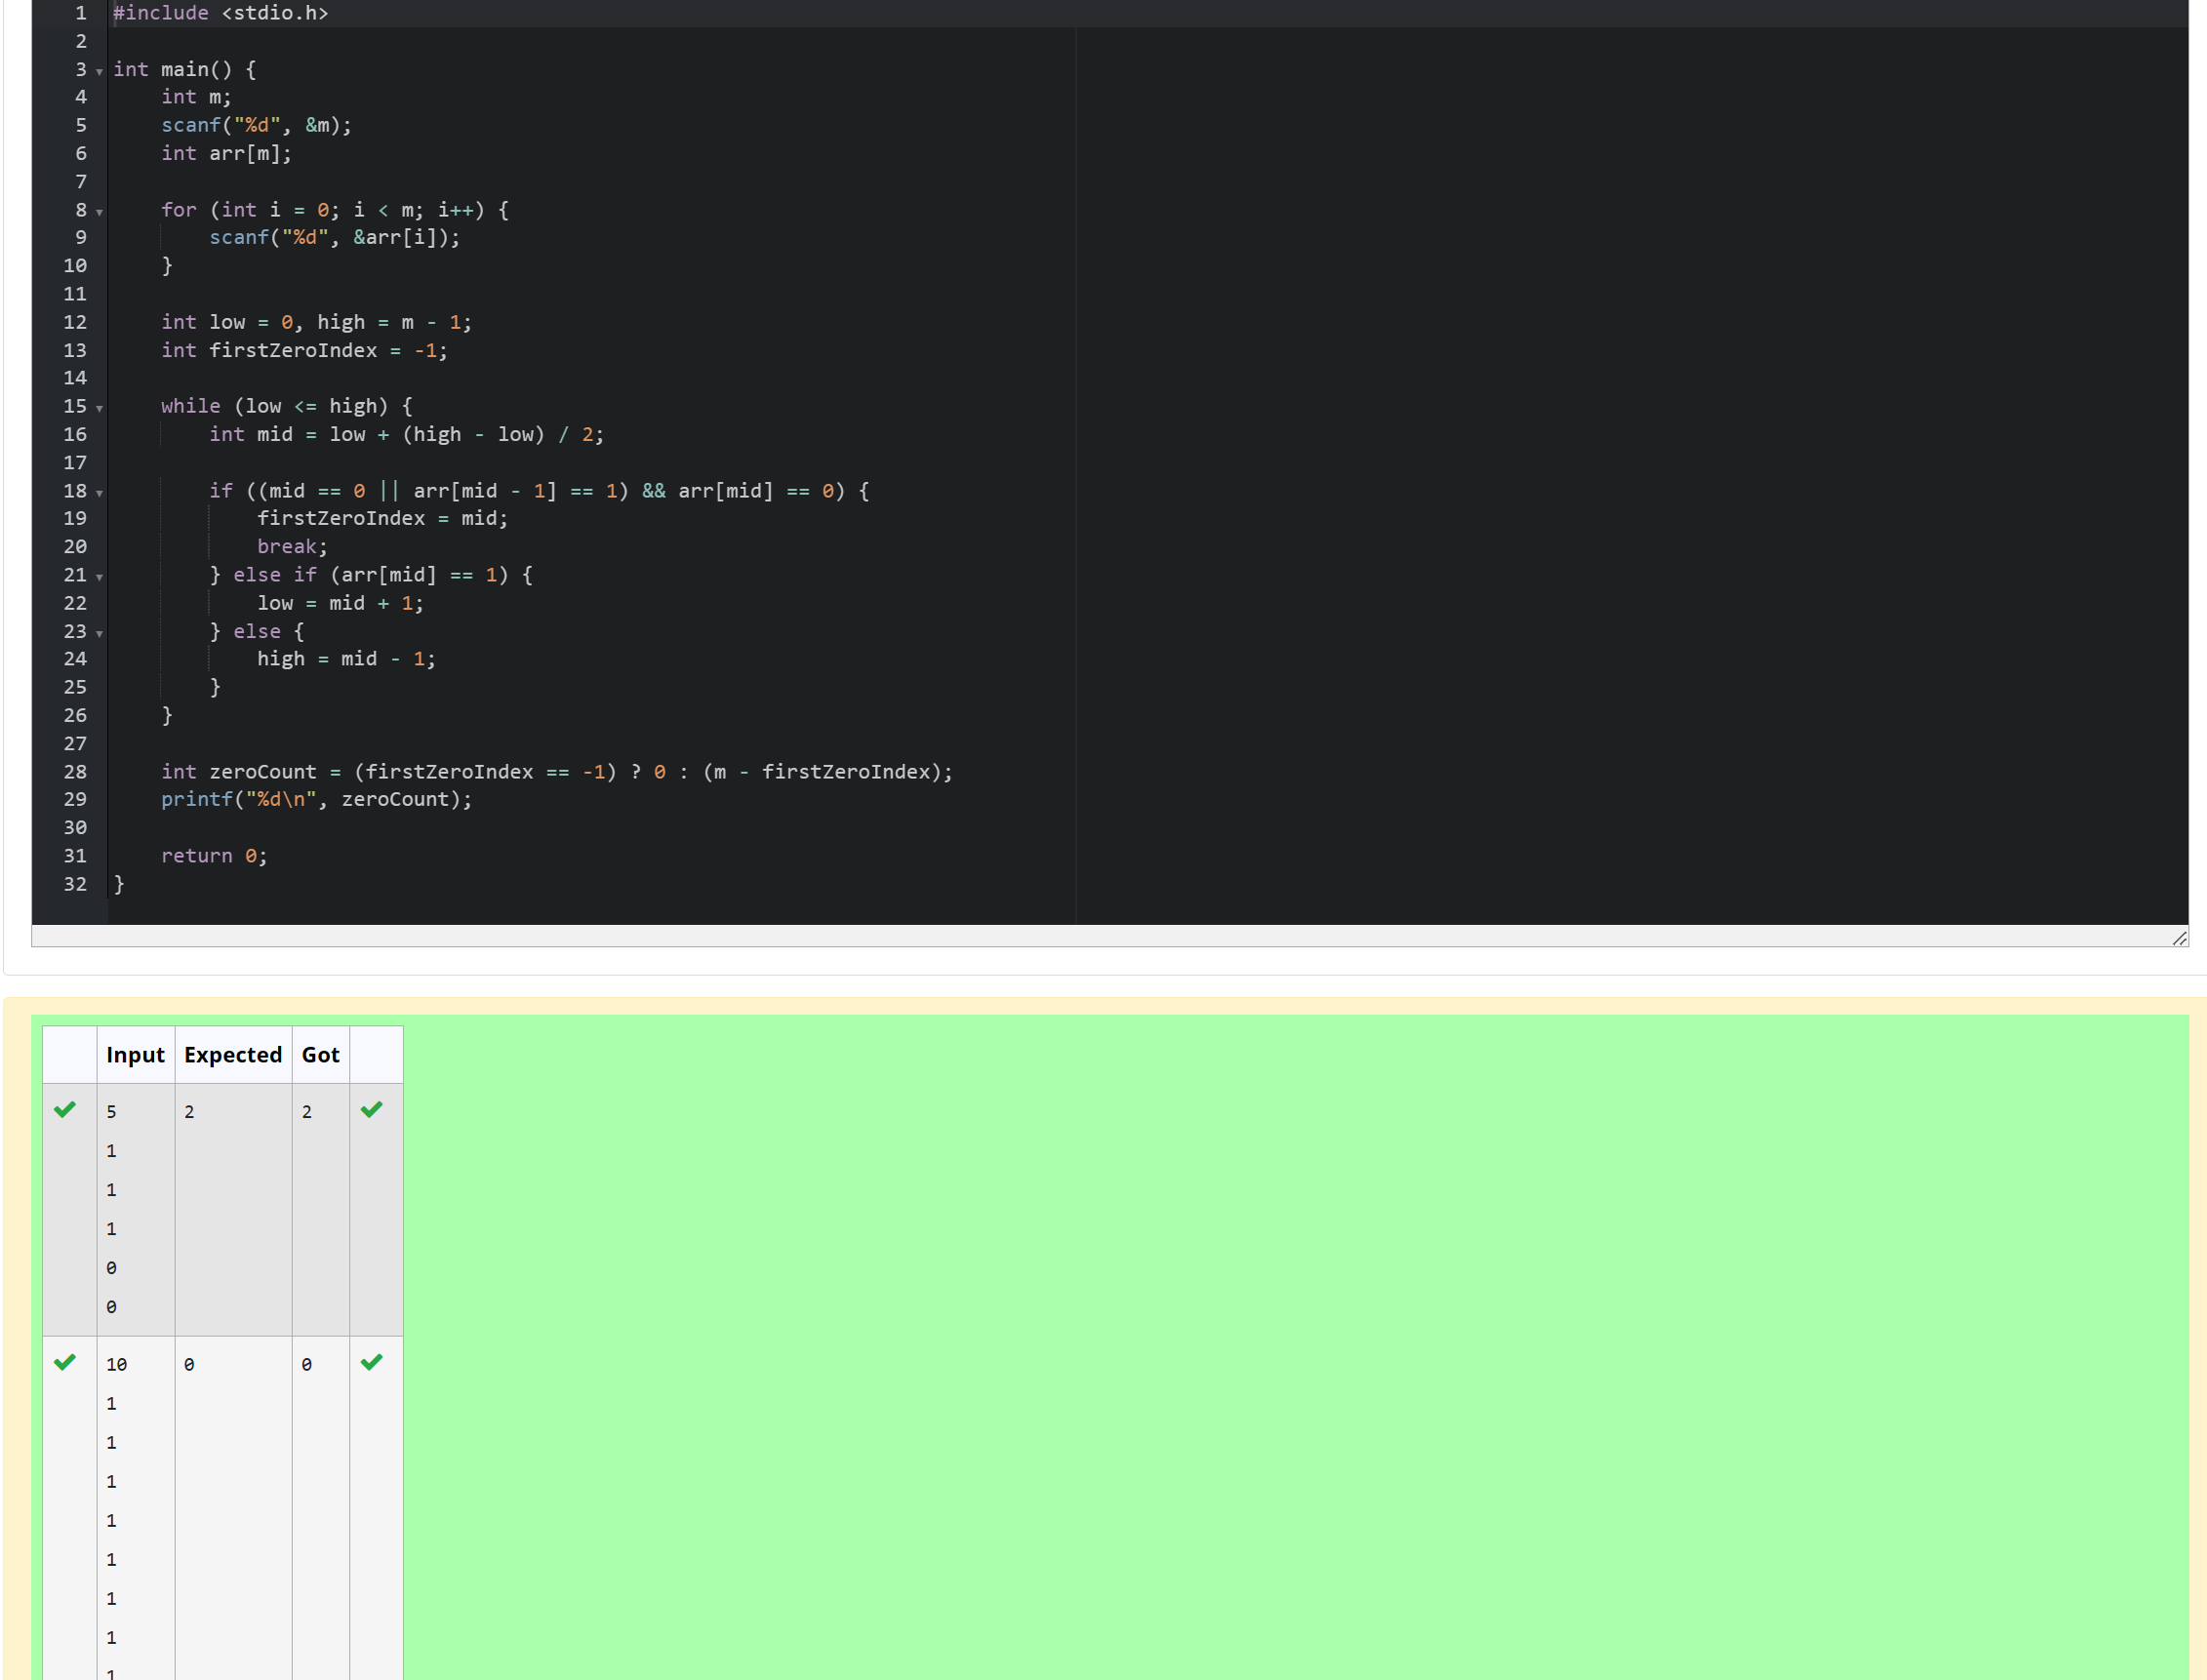 1 #include <stdio.h>
2
3 int main() {
4     int m;
5     scanf("%d", &m);
6     int arr[m];
7
8     for (int i = 0; i < m; i++) {
9         scanf("%d", &arr[i]);
10     }
11
12     int low = 0, high = m - 1;
13     int firstZeroIndex = -1;
14
15     while (low <= high) {
16         int mid = low + (high - low) / 2;
17
18         if ((mid == 0 || arr[mid - 1] == 1) && arr[mid] == 0) {
19             firstZeroIndex = mid;
20             break;
21         } else if (arr[mid] == 1) {
22             low = mid + 1;
23         } else {
24             high = mid - 1;
25         }
26     }
27
28     int zeroCount = (firstZeroIndex == -1) ? 0 : (m - firstZeroIndex);
29     printf("%d\n", zeroCount);
30
31     return 0;
32 }
Input Expected Got
5 2 2
1
1
1
0
0
10 0 0
1
1
1
1
1
1
1
1